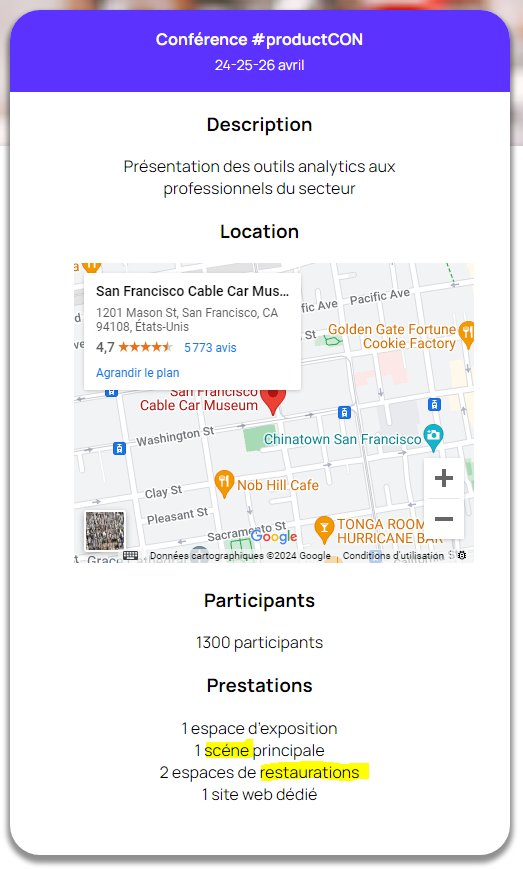 Conférence #productCON
24-25-26 avril
Description
Présentation des outils analytics aux
professionnels du secteur
Location
San Francisco Cable Car Mus...
1201 Mason St, San Francisco, CA
94108, États-Unis
4,7 5 773 avis
Agrandir le plan
Pacific Ave
Pacific Ave
Golden Gate Fortune
Cookie Factory
San Francisco
Cable Car Museum
Washington St
Chinatown San Francisco
Clay St
Nob Hill Cafe
Pleasant St
Sacramento St
TONGA ROOM
HURRICANE BAR
Google
Grace Cathedral
Données cartographiques ©2024 Google Conditions d'utilisation
Participants
1300 participants
Prestations
1 espace d'exposition
1 scéne principale
2 espaces de restaurations
1 site web dédié